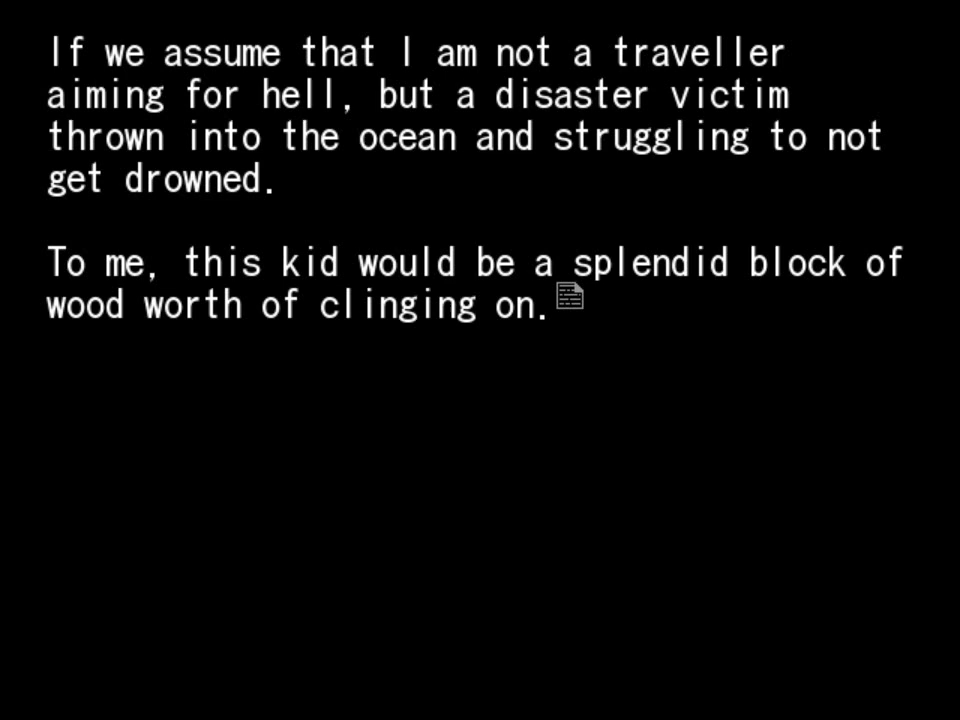 If we assume that I am not a traveller
aiming for hell, but a disaster victim
thrown into the ocean and struggling to not
get drowned.
To me, this kid would be a splendid block of
wood worth of clinging on.